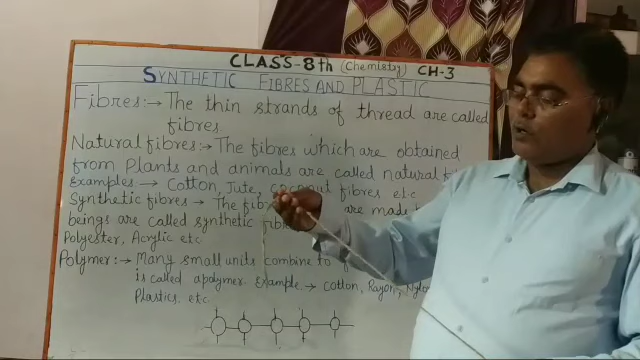 CLASS-8th (Chemistry) CH-3
SYNTHETIC FIBRES AND PLASTIC
Fibres:→ The thin strands of thread are called
fibres.
Natural fibres:→ The fibres which are obtained
from Plants and animals are called natural
Examples → Cotton, Jute, coconut fibres etc
Synthetic fibres → The are made
beings are called synthetic
Polyester, Acrylic etc
Polymer:→ Many small units combine to
is called a polymer. Example → cotton, Rayon, Nylon
Plastics etc.